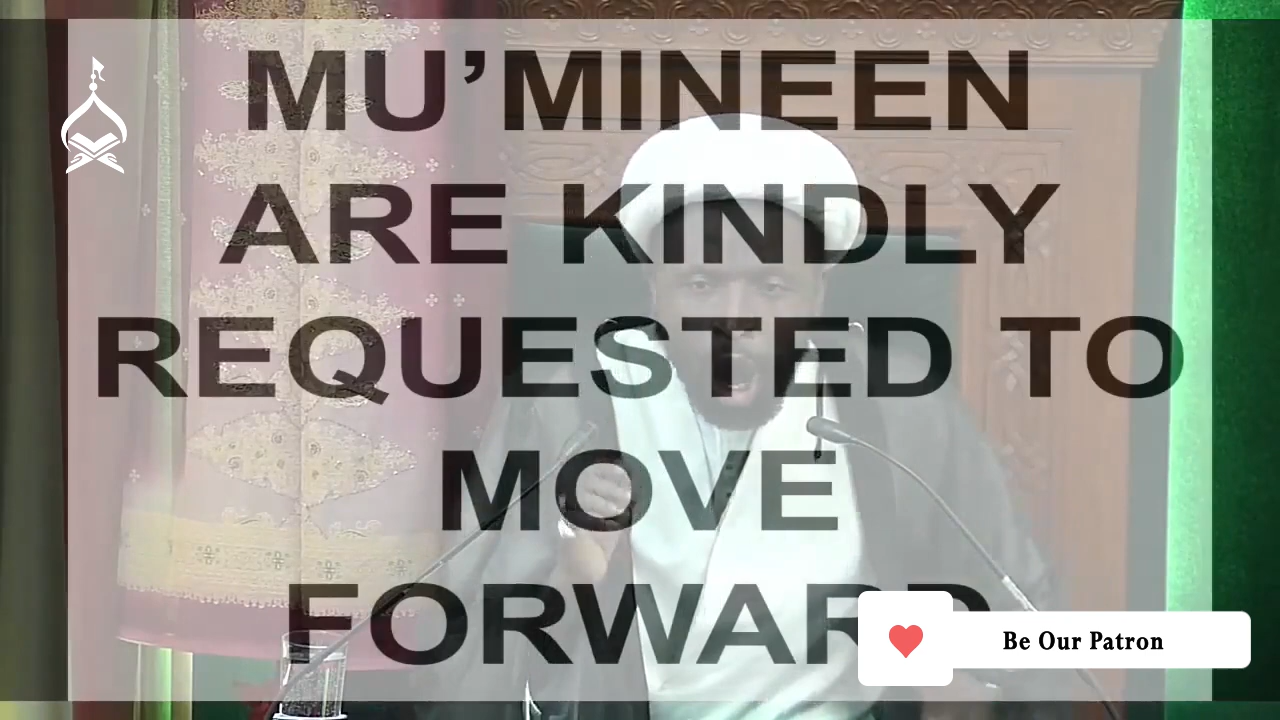 MU’MINEEN
ARE KINDLY
REQUESTED TO
MOVE
FORWARD
Be Our Patron